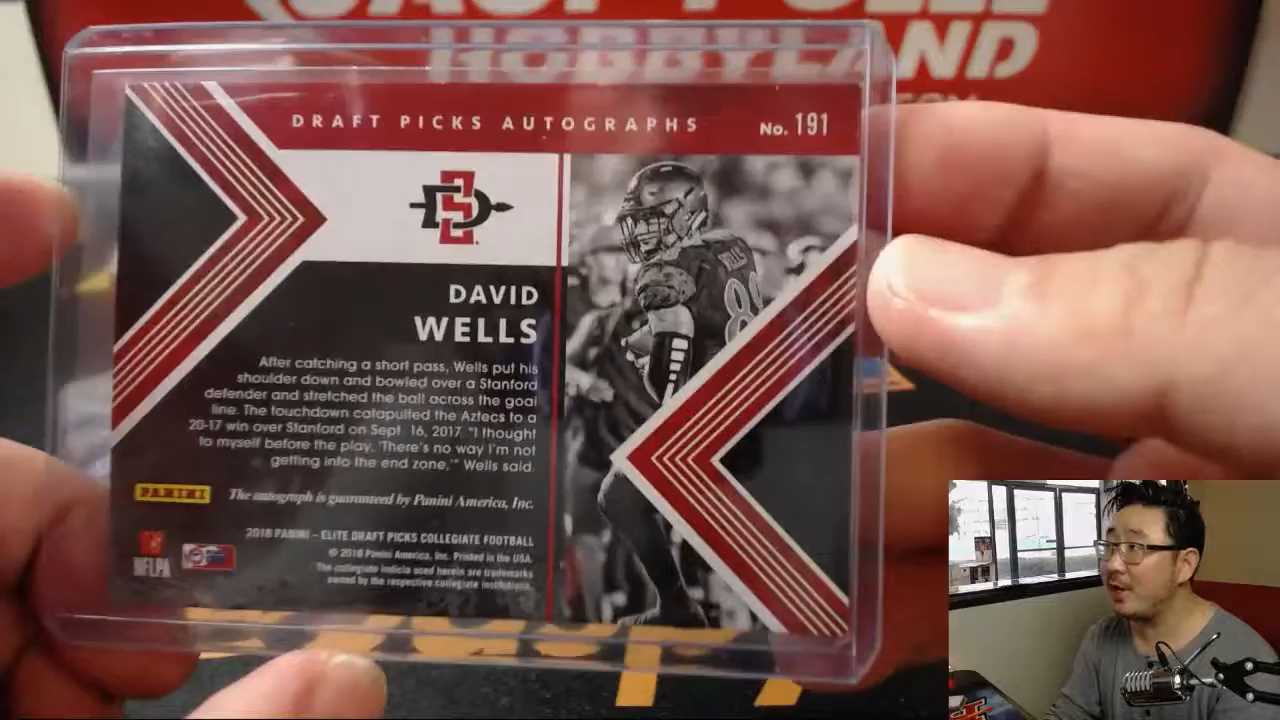 HOBBYLAND
DRAFT PICKS AUTOGRAPHS
No. 191
DAVID
WELLS
After catching a short pass, Wells put his
shoulder down and bowled over a Stanford
defender and stretched the ball across the goal
line. The touchdown catapulted the Aztecs to a
20-17 win over Stanford on Sept. 16, 2017. "I thought
to myself before the play, 'There's no way I'm not
getting into the end zone,'" Wells said.
PANINI
The autograph is guaranteed by Panini America, Inc.
2018 PANINI – ELITE DRAFT PICKS COLLEGIATE FOOTBALL
© 2018 Panini America, Inc. Printed in the USA.
The collegiate indicia used herein are trademarks
owned by the respective collegiate institutions.
NFLPA